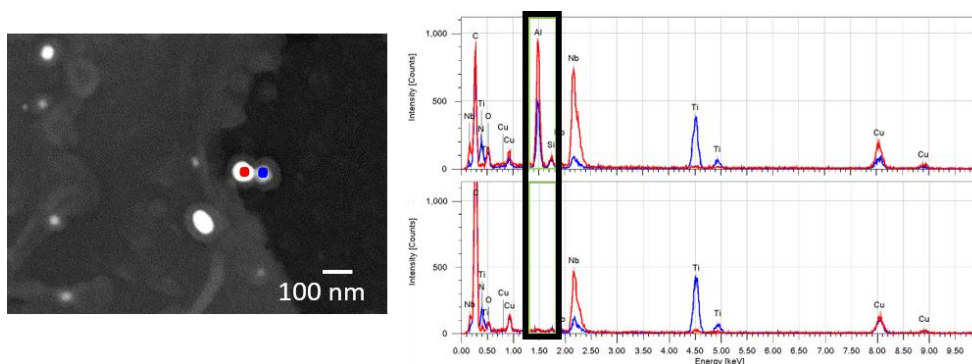 100 nm
Intensity [Counts]
1,000
500
0
C
Al
Nb
Ti
N
O
Ti
Nb
Cu
Cu
Si
Ti
Ti
Cu
Cu
Intensity [Counts]
1,000
500
0
C
Ti
N
O
Ti
Nb
Cu
Cu
Nb
Ti
Ti
Cu
Cu
0.00 0.50 1.00 1.50 2.00 2.50 3.00 3.50 4.00 4.50 5.00 5.50 6.00 6.50 7.00 7.50 8.00 8.50 9.00 9.50
Energy [keV]